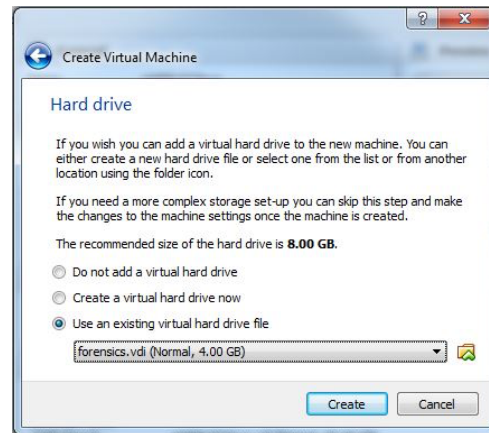 Create Virtual Machine
Hard drive
If you wish you can add a virtual hard drive to the new machine. You can
either create a new hard drive file or select one from the list or from another
location using the folder icon.
If you need a more complex storage set-up you can skip this step and make
the changes to the machine settings once the machine is created.
The recommended size of the hard drive is 8.00 GB.
Do not add a virtual hard drive
Create a virtual hard drive now
Use an existing virtual hard drive file
forensics.vdi (Normal, 4.00 GB)
Create Cancel